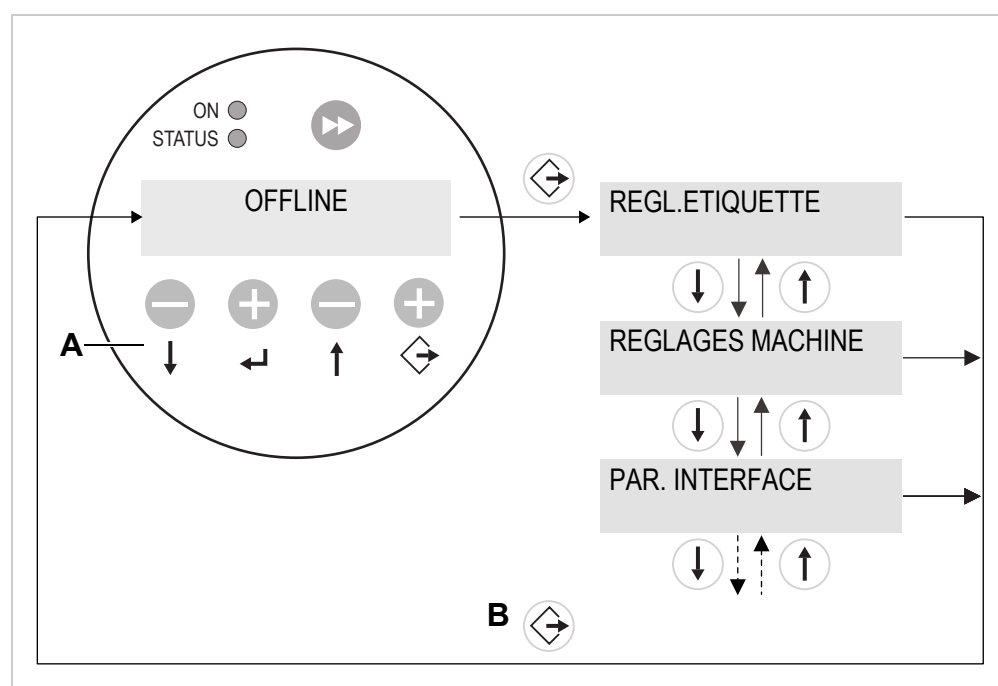 ON
STATUS
OFFLINE
A
REGL.ETIQUETTE
REGLAGES MACHINE
PAR. INTERFACE
B